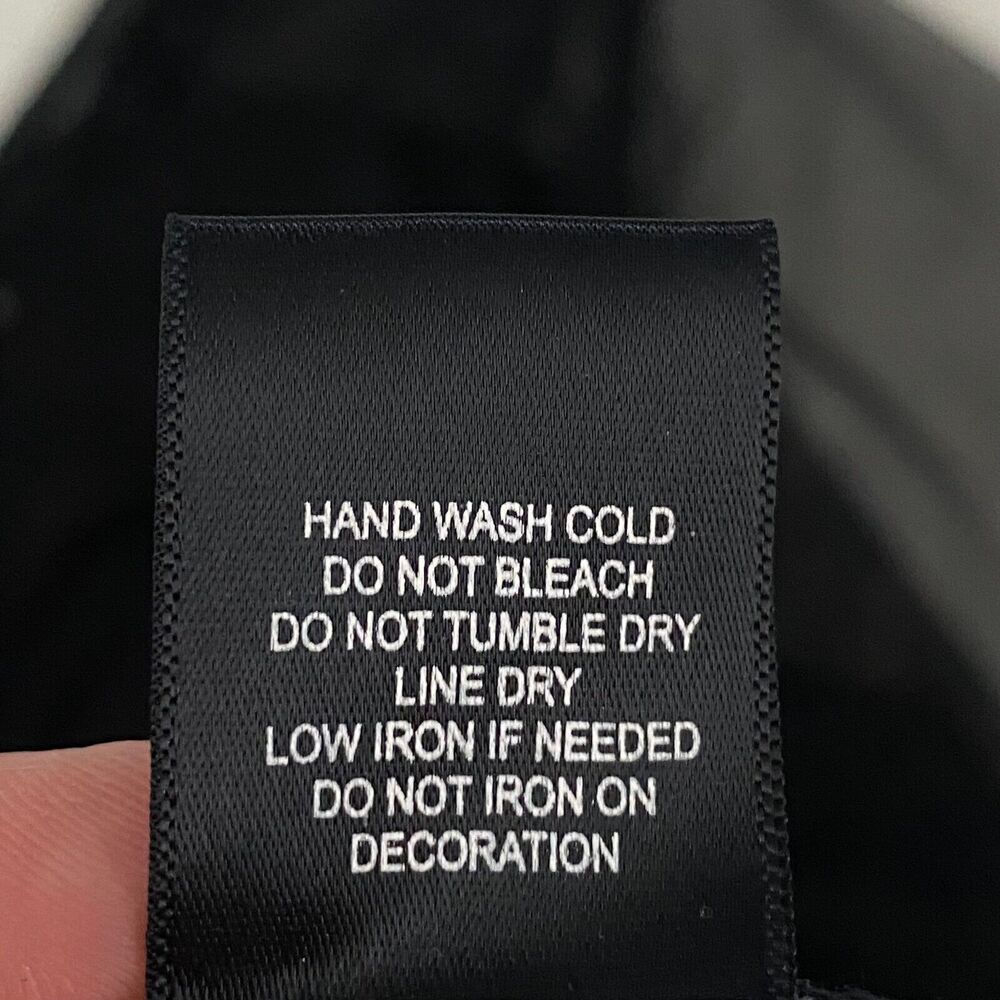 HAND WASH COLD
DO NOT BLEACH
DO NOT TUMBLE DRY
LINE DRY
LOW IRON IF NEEDED
DO NOT IRON ON
DECORATION